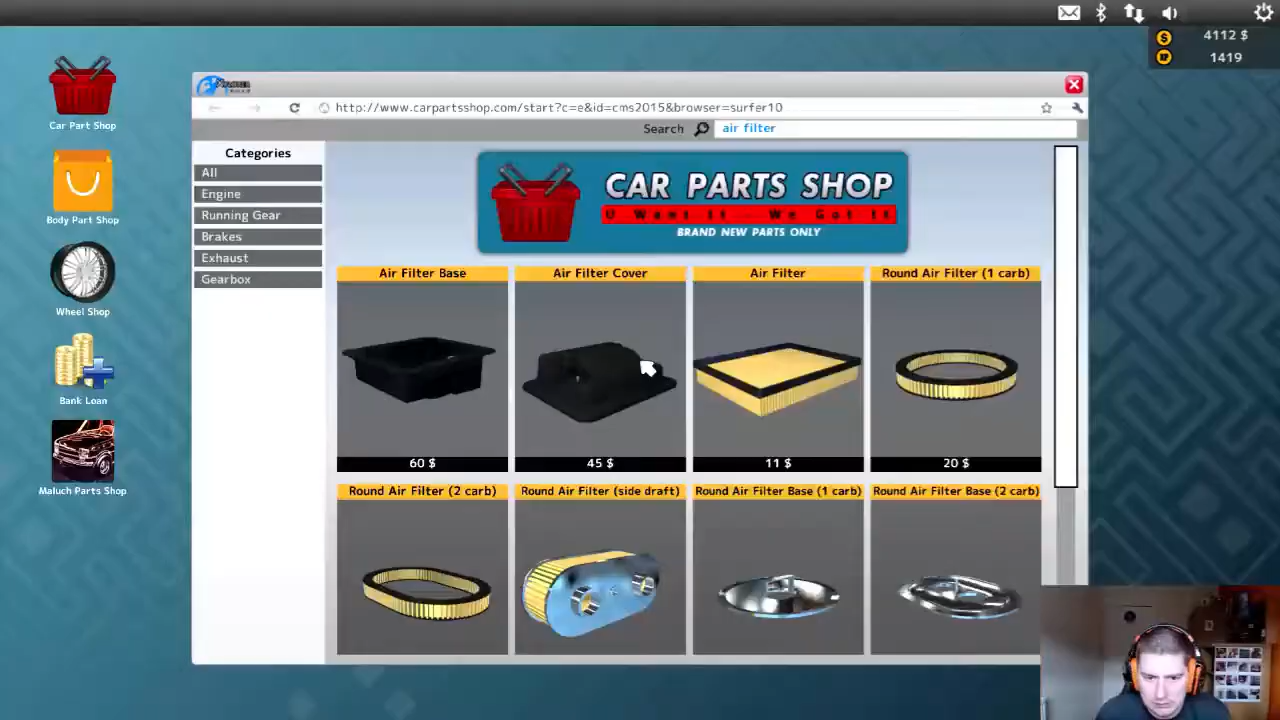 4112 $
1419
Car Part Shop
Body Part Shop
Wheel Shop
Bank Loan
Maluch Parts Shop
http://www.carpartsshop.com/start?c=e&id=cms2015&browser=surfer10
Search air filter
Categories
All
Engine
Running Gear
Brakes
Exhaust
Gearbox
CAR PARTS SHOP
U Want It - We Got It
BRAND NEW PARTS ONLY
Air Filter Base
60 $
Air Filter Cover
45 $
Air Filter
11 $
Round Air Filter (1 carb)
20 $
Round Air Filter (2 carb)
Round Air Filter (side draft)
Round Air Filter Base (1 carb)
Round Air Filter Base (2 carb)